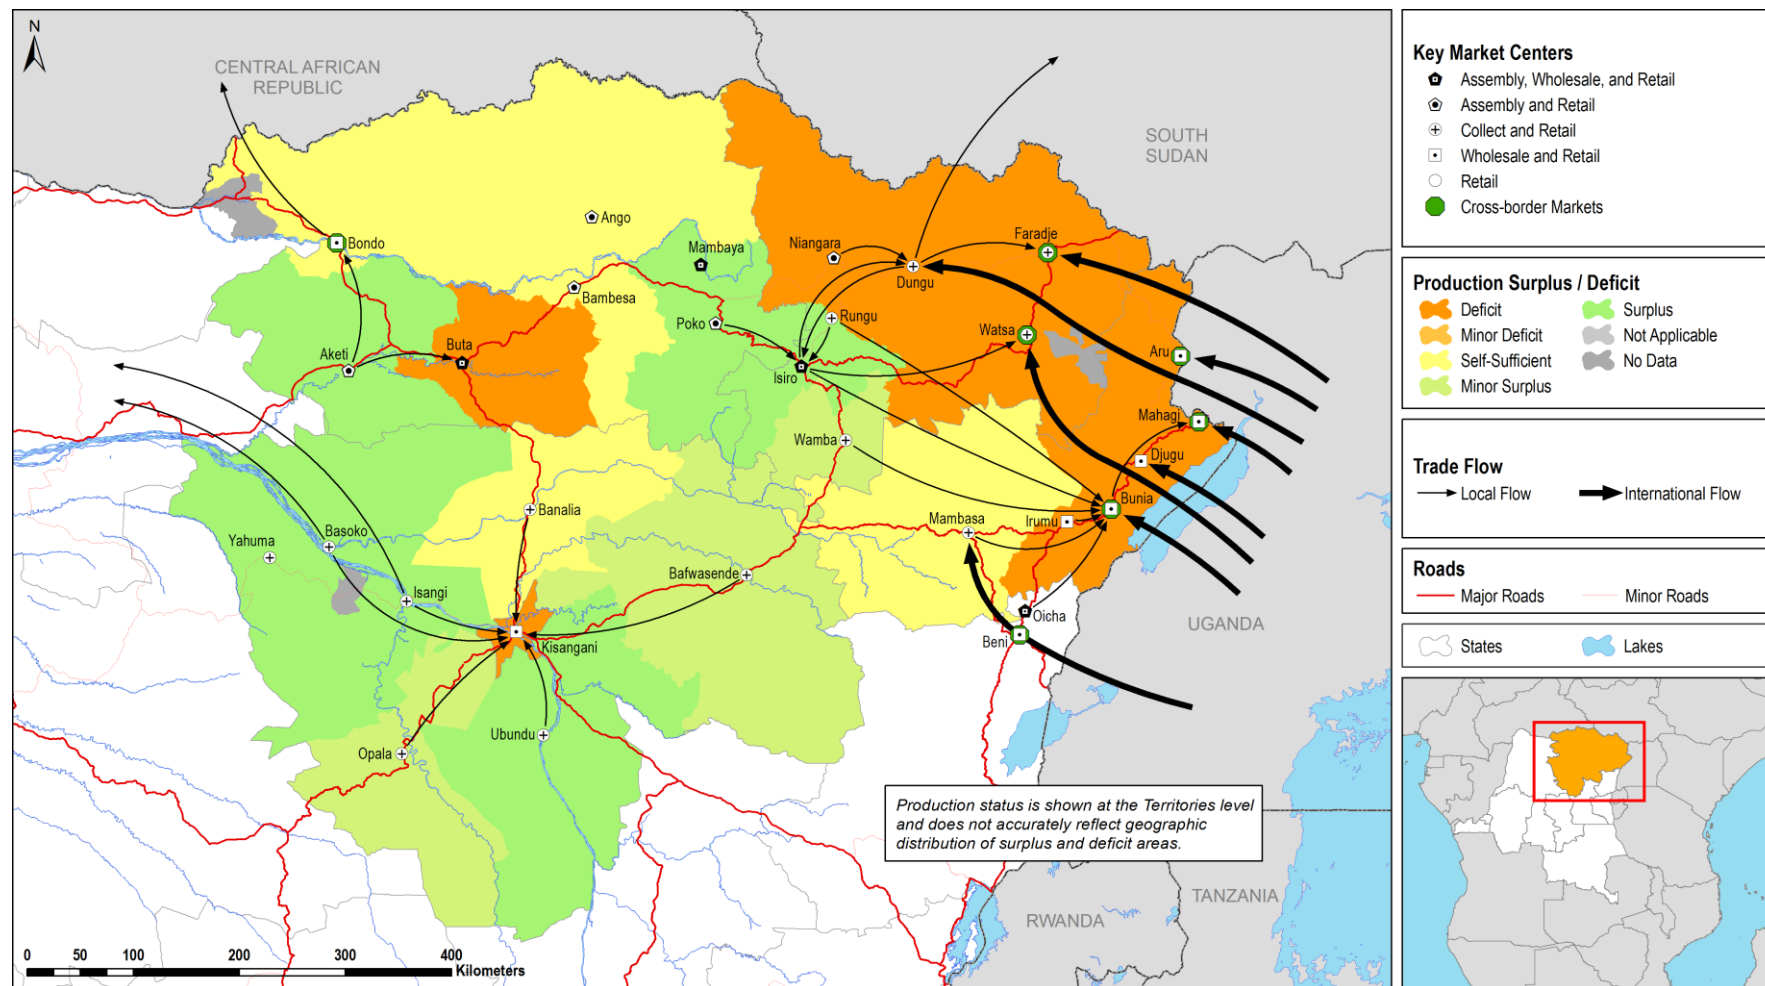 N
CENTRAL AFRICAN
REPUBLIC
SOUTH
SUDAN
Ango
Bondo
Mambaya
Niangara
Faradje
Dungu
Bambesa
Poko
Rungu
Watsa
Buta
Aru
Aketi
Isiro
Mahagi
Wamba
Djugu
Bunia
Banalia
Mambasa
Irumu
Basoko
Yahuma
Bafwasende
Isangi
Oicha
UGANDA
Kisangani
Beni
Ubundu
Opala
Production status is shown at the Territories level
and does not accurately reflect geographic
distribution of surplus and deficit areas.
TANZANIA
RWANDA
0 50 100 200 300 400
Kilometers
Key Market Centers
Assembly, Wholesale, and Retail
Assembly and Retail
Collect and Retail
Wholesale and Retail
Retail
Cross-border Markets
Production Surplus / Deficit
Deficit
Surplus
Minor Deficit
Not Applicable
Self-Sufficient
No Data
Minor Surplus
Trade Flow
Local Flow
International Flow
Roads
Major Roads
Minor Roads
States
Lakes